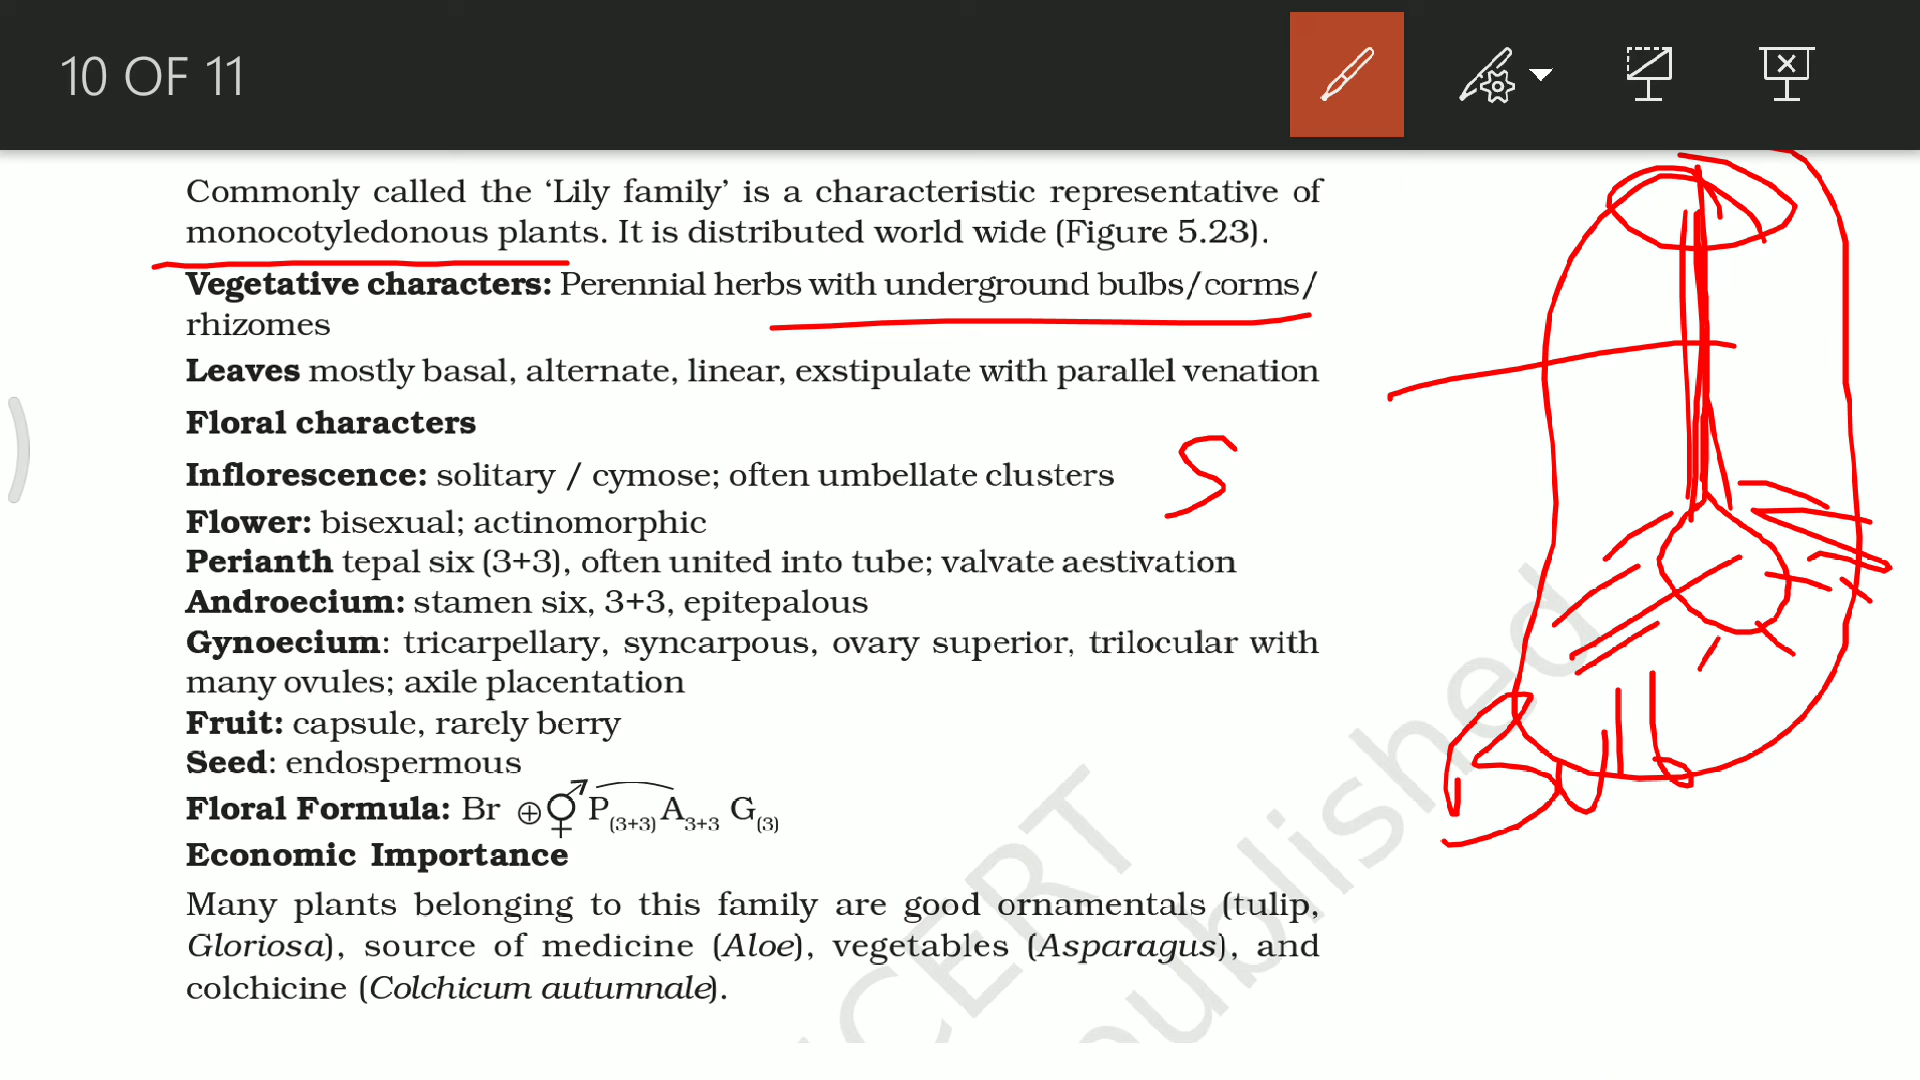 10 OF 11
Commonly called the ‘Lily family’ is a characteristic representative of
monocotyledonous plants. It is distributed world wide (Figure 5.23).
Vegetative characters: Perennial herbs with underground bulbs/corms/
rhizomes
Leaves mostly basal, alternate, linear, exstipulate with parallel venation
Floral characters
Inflorescence: solitary / cymose; often umbellate clusters
S
Flower: bisexual; actinomorphic
Perianth tepal six (3+3), often united into tube; valvate aestivation
Androecium: stamen six, 3+3, epitepalous
Gynoecium: tricarpellary, syncarpous, ovary superior, trilocular with
many ovules; axile placentation
Fruit: capsule, rarely berry
Seed: endospermous
Floral Formula: Br ⊕ ⚥ P(3+3) A3+3 G(3)
Economic Importance
Many plants belonging to this family are good ornamentals (tulip,
Gloriosa), source of medicine (Aloe), vegetables (Asparagus), and
colchicine (Colchicum autumnale).